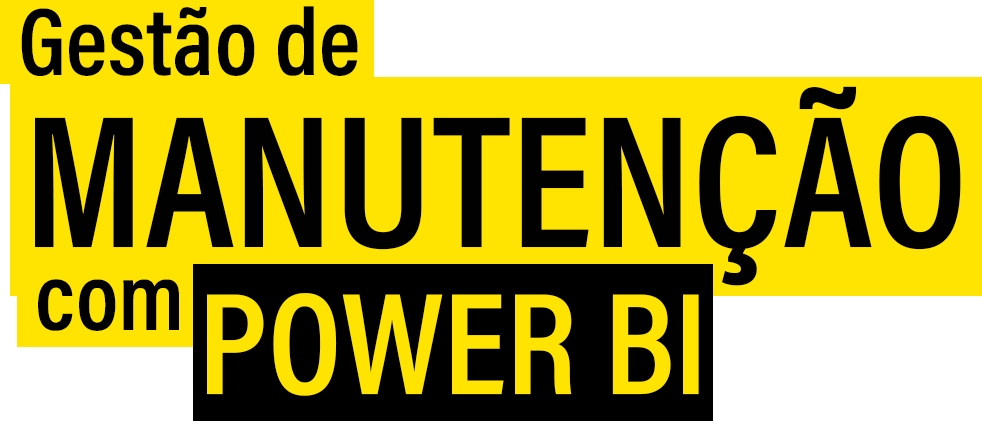 Gestão de
MANUTENÇÃO
com
POWER BI